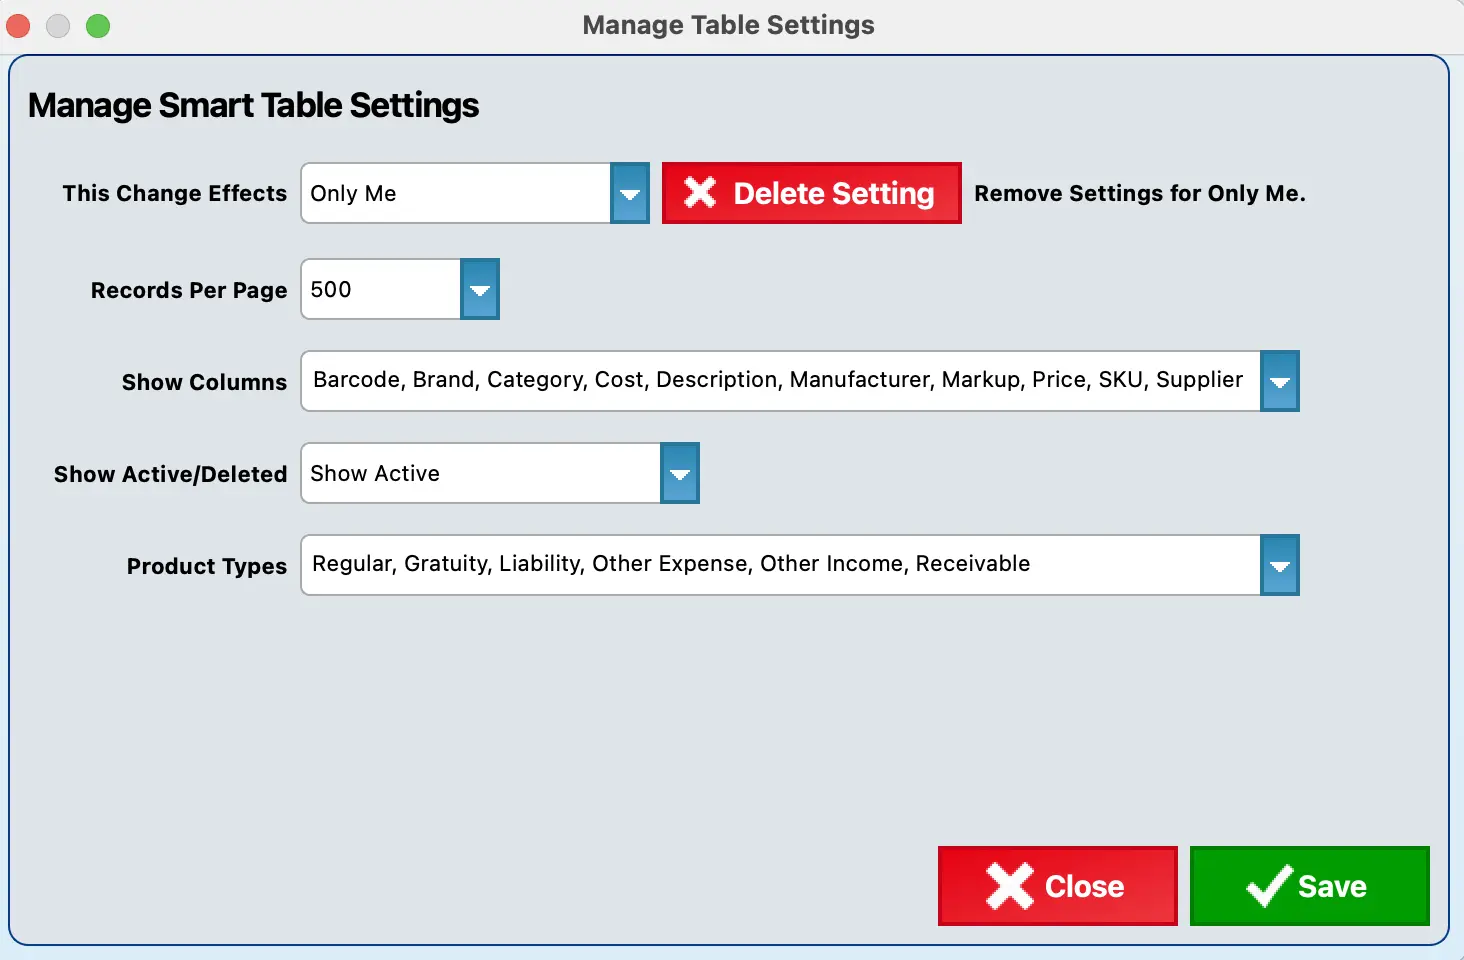 Manage Table Settings
Manage Smart Table Settings
This Change Effects Only Me Delete Setting Remove Settings for Only Me.
Records Per Page 500
Show Columns Barcode, Brand, Category, Cost, Description, Manufacturer, Markup, Price, SKU, Supplier
Show Active/Deleted Show Active
Product Types Regular, Gratuity, Liability, Other Expense, Other Income, Receivable
Close Save